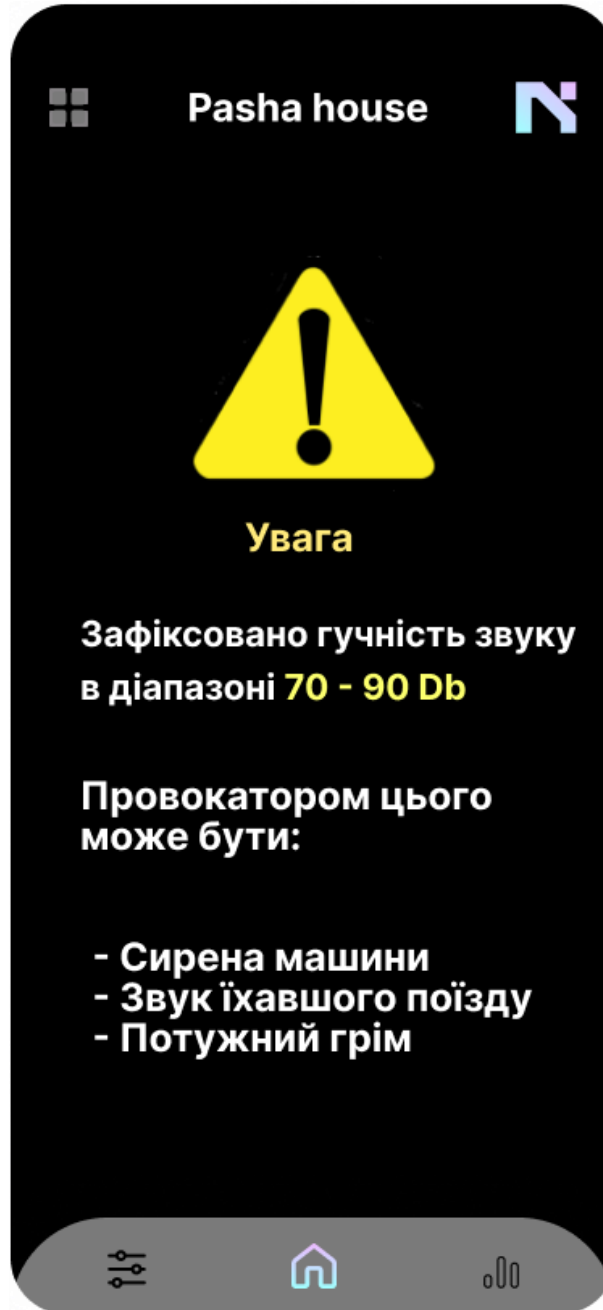 Pasha house
Увага
Зафіксовано гучність звуку
в діапазоні 70 - 90 Db
Провокатором цього
може бути:
- Сирена машини
- Звук їхавшого поїзду
- Потужний грім